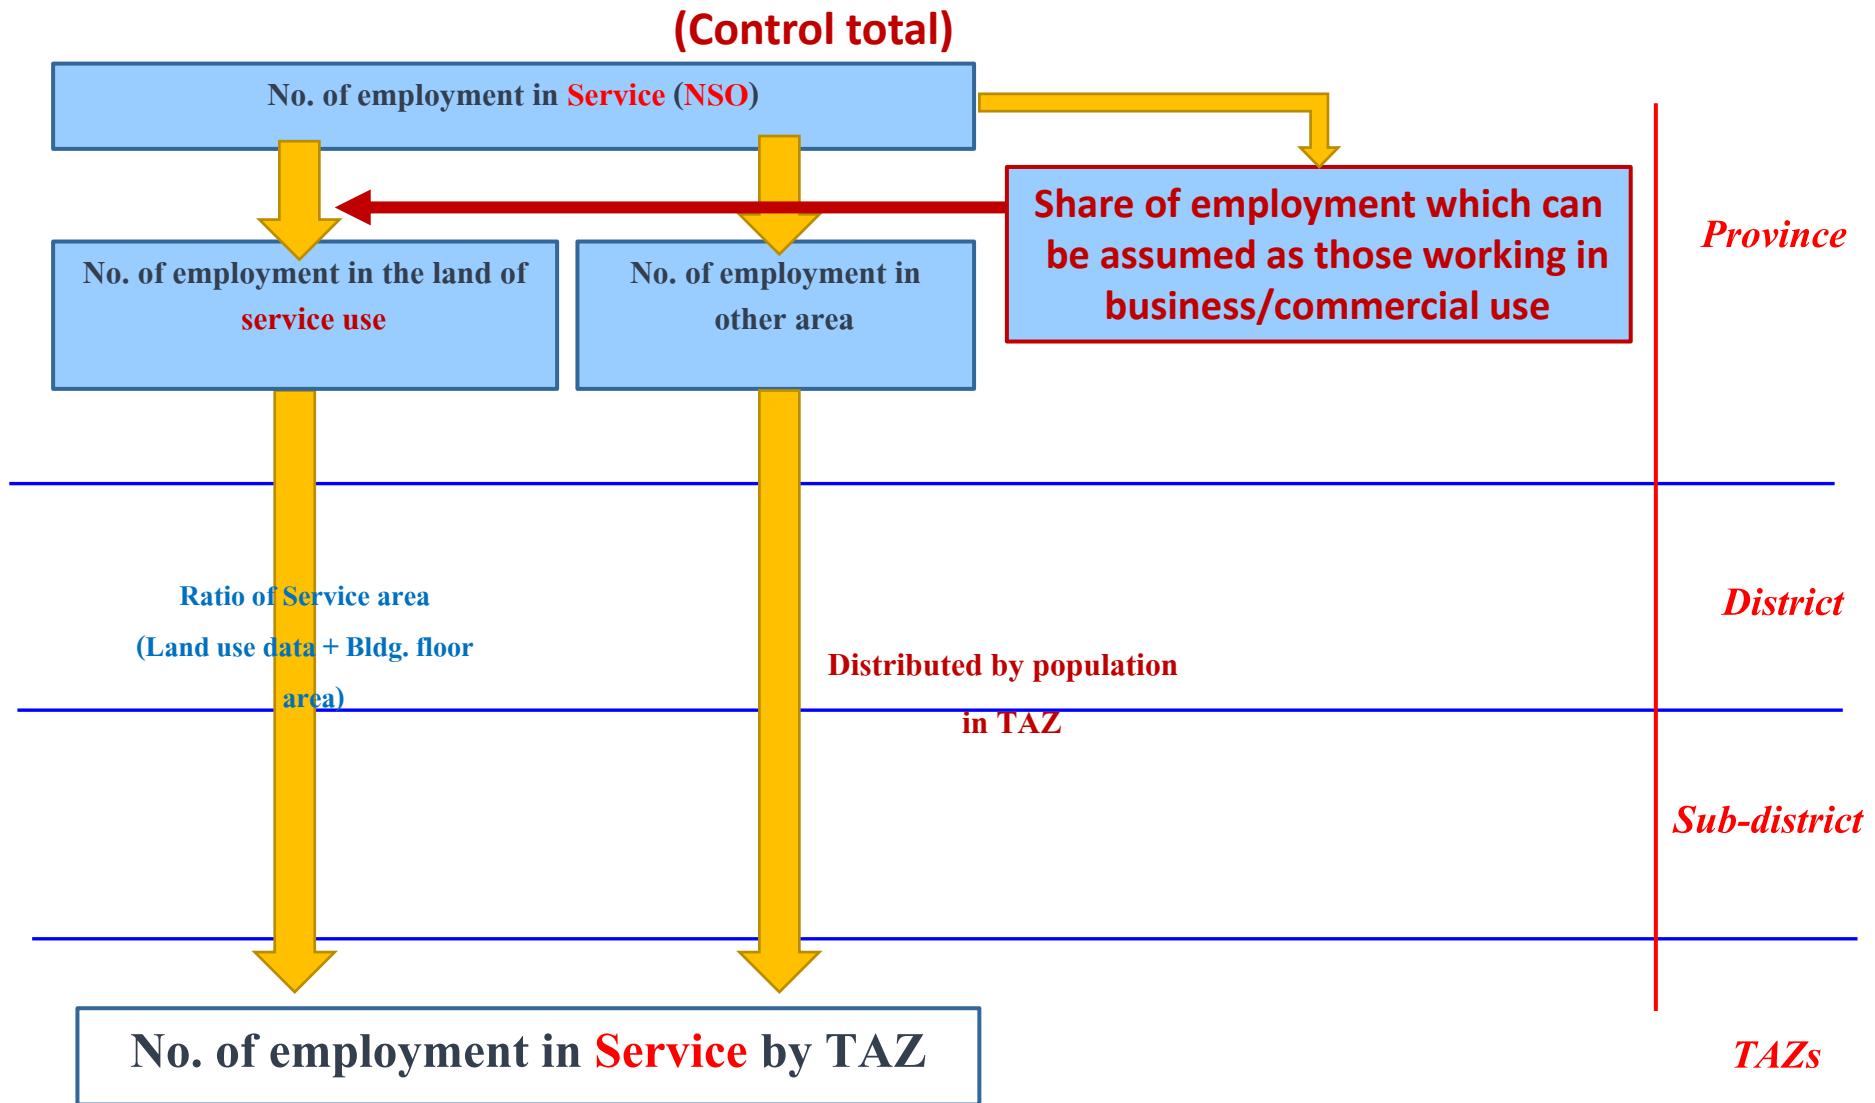 (Control total)
No. of employment in Service (NSO)
Share of employment which can
be assumed as those working in
business/commercial use
Province
No. of employment in the land of
service use
No. of employment in
other area
Ratio of Service area
(Land use data + Bldg. floor
area)
District
Distributed by population
in TAZ
Sub-district
No. of employment in Service by TAZ
TAZs